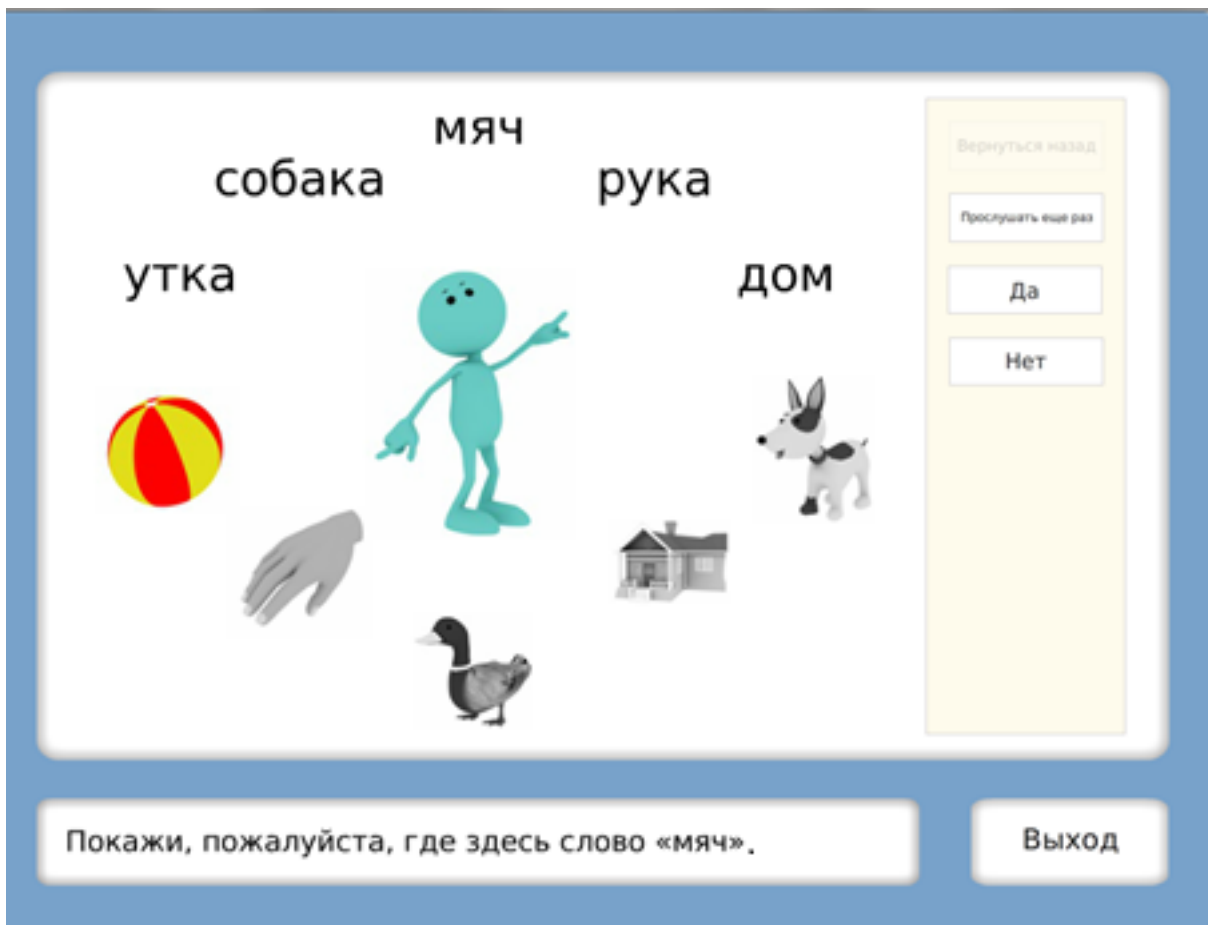 мяч
собака
рука
утка
дом
Вернуться назад
Прослушать еще раз
Да
Нет
Покажи, пожалуйста, где здесь слово «мяч».
Выход